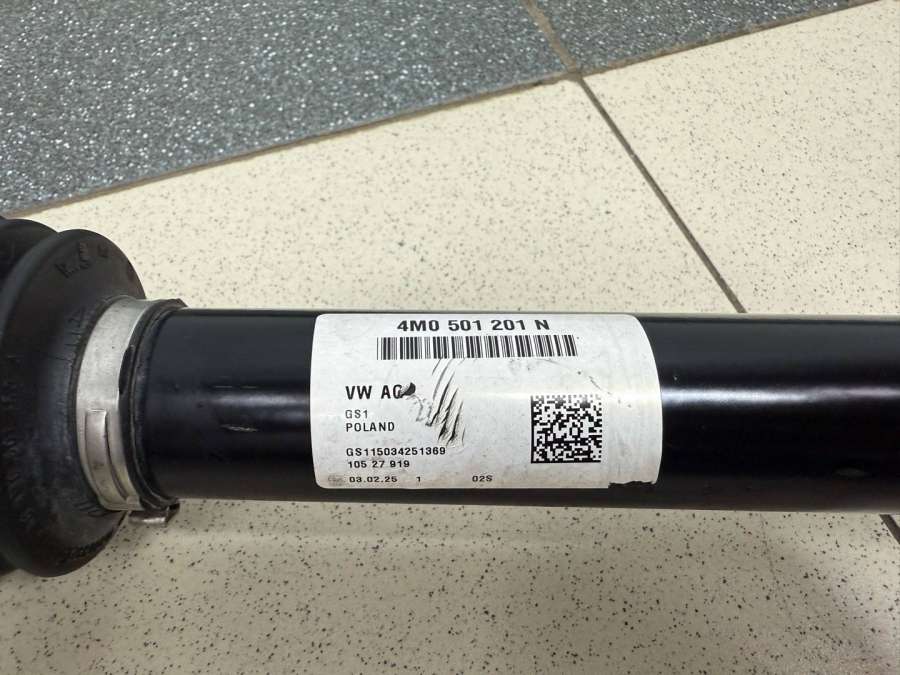 4M0 501 201 N
VW AG
GS1
POLAND
GS115034251369
105 27 919
03.02.25 1 02S